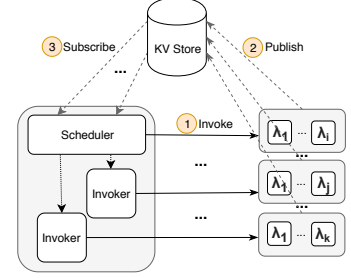 3 Subscribe
2 Publish
KV Store
...
1 Invoke
Scheduler
λ1 ... λi
...
...
Invoker
λ1 ... λj
...
...
Invoker
λ1 ... λk